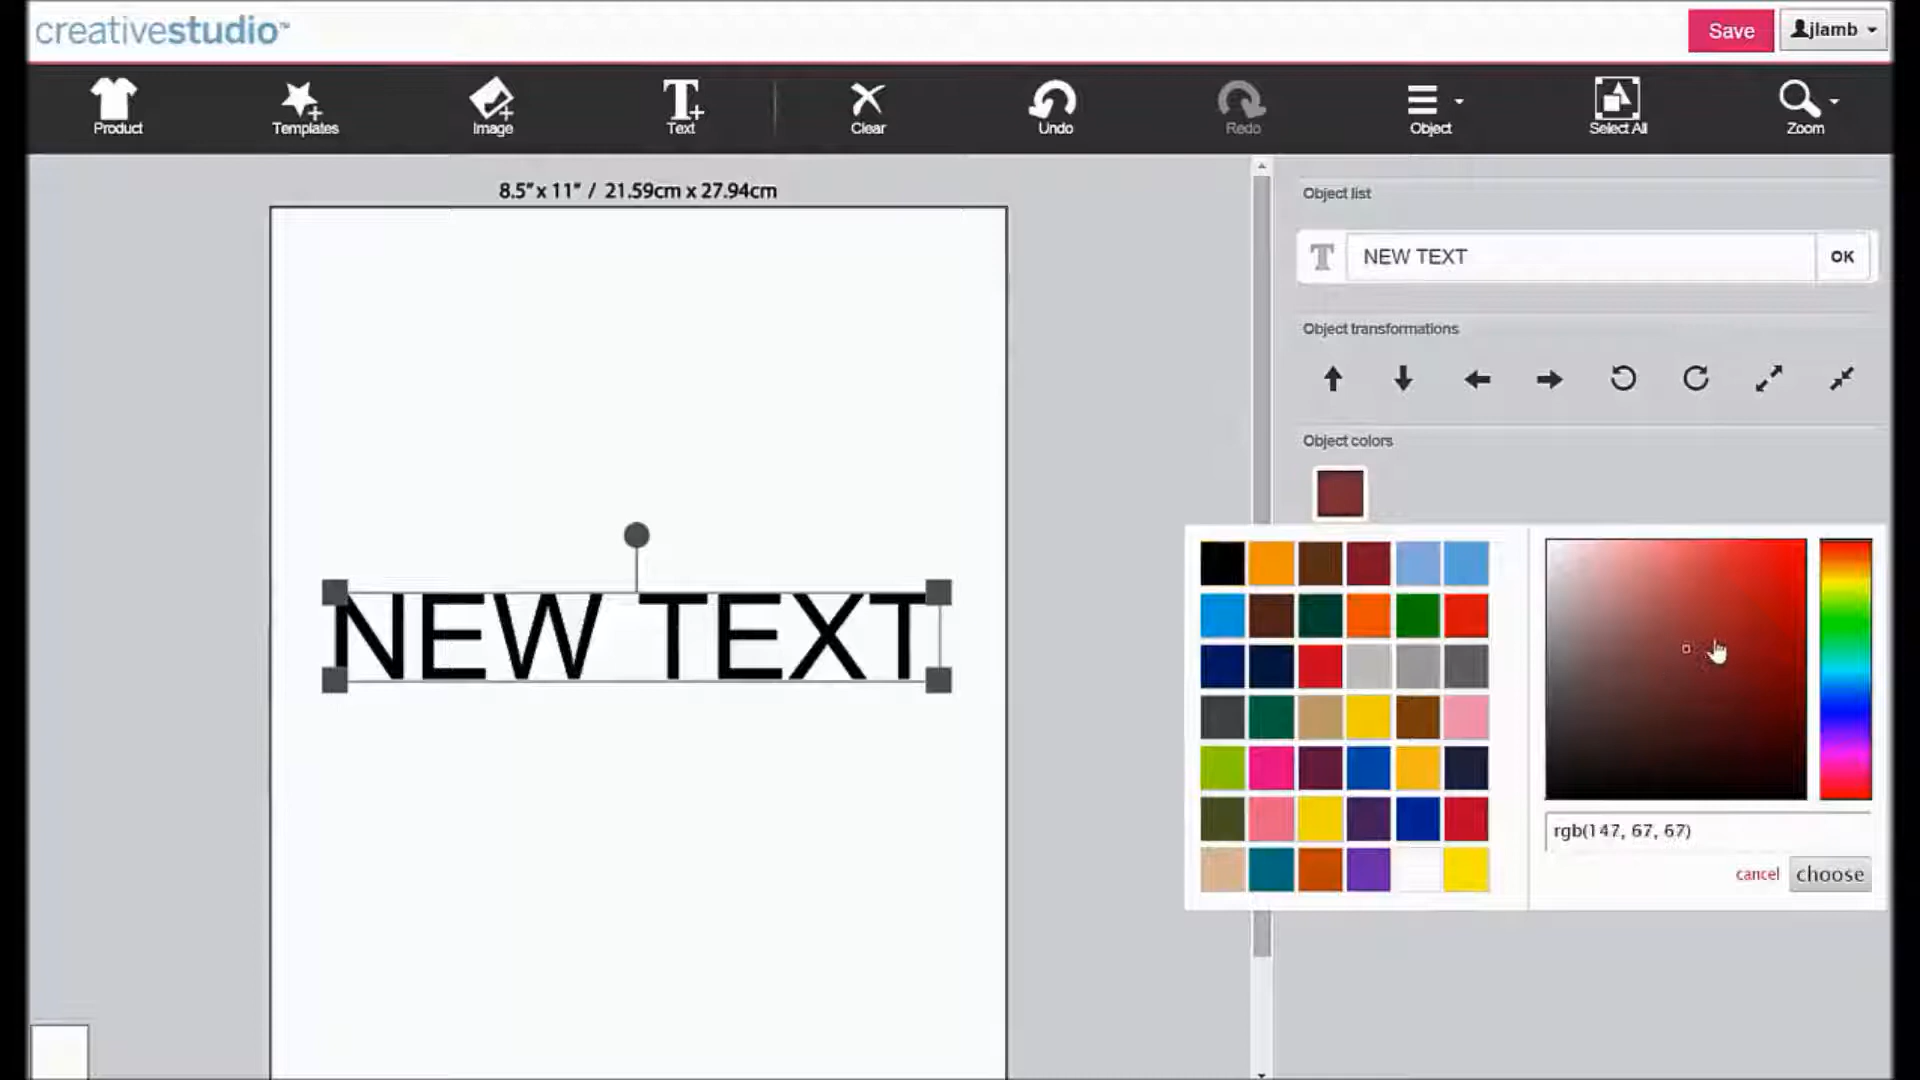 creativestudio™
Save
jlamb
Product
Templates
Image
Text
Clear
Undo
Redo
Object
Select All
Zoom
8.5" x 11" / 21.59cm x 27.94cm
Object list
NEW TEXT
OK
Object transformations
Object colors
NEW TEXT
rgb(147, 67, 67)
cancel
choose